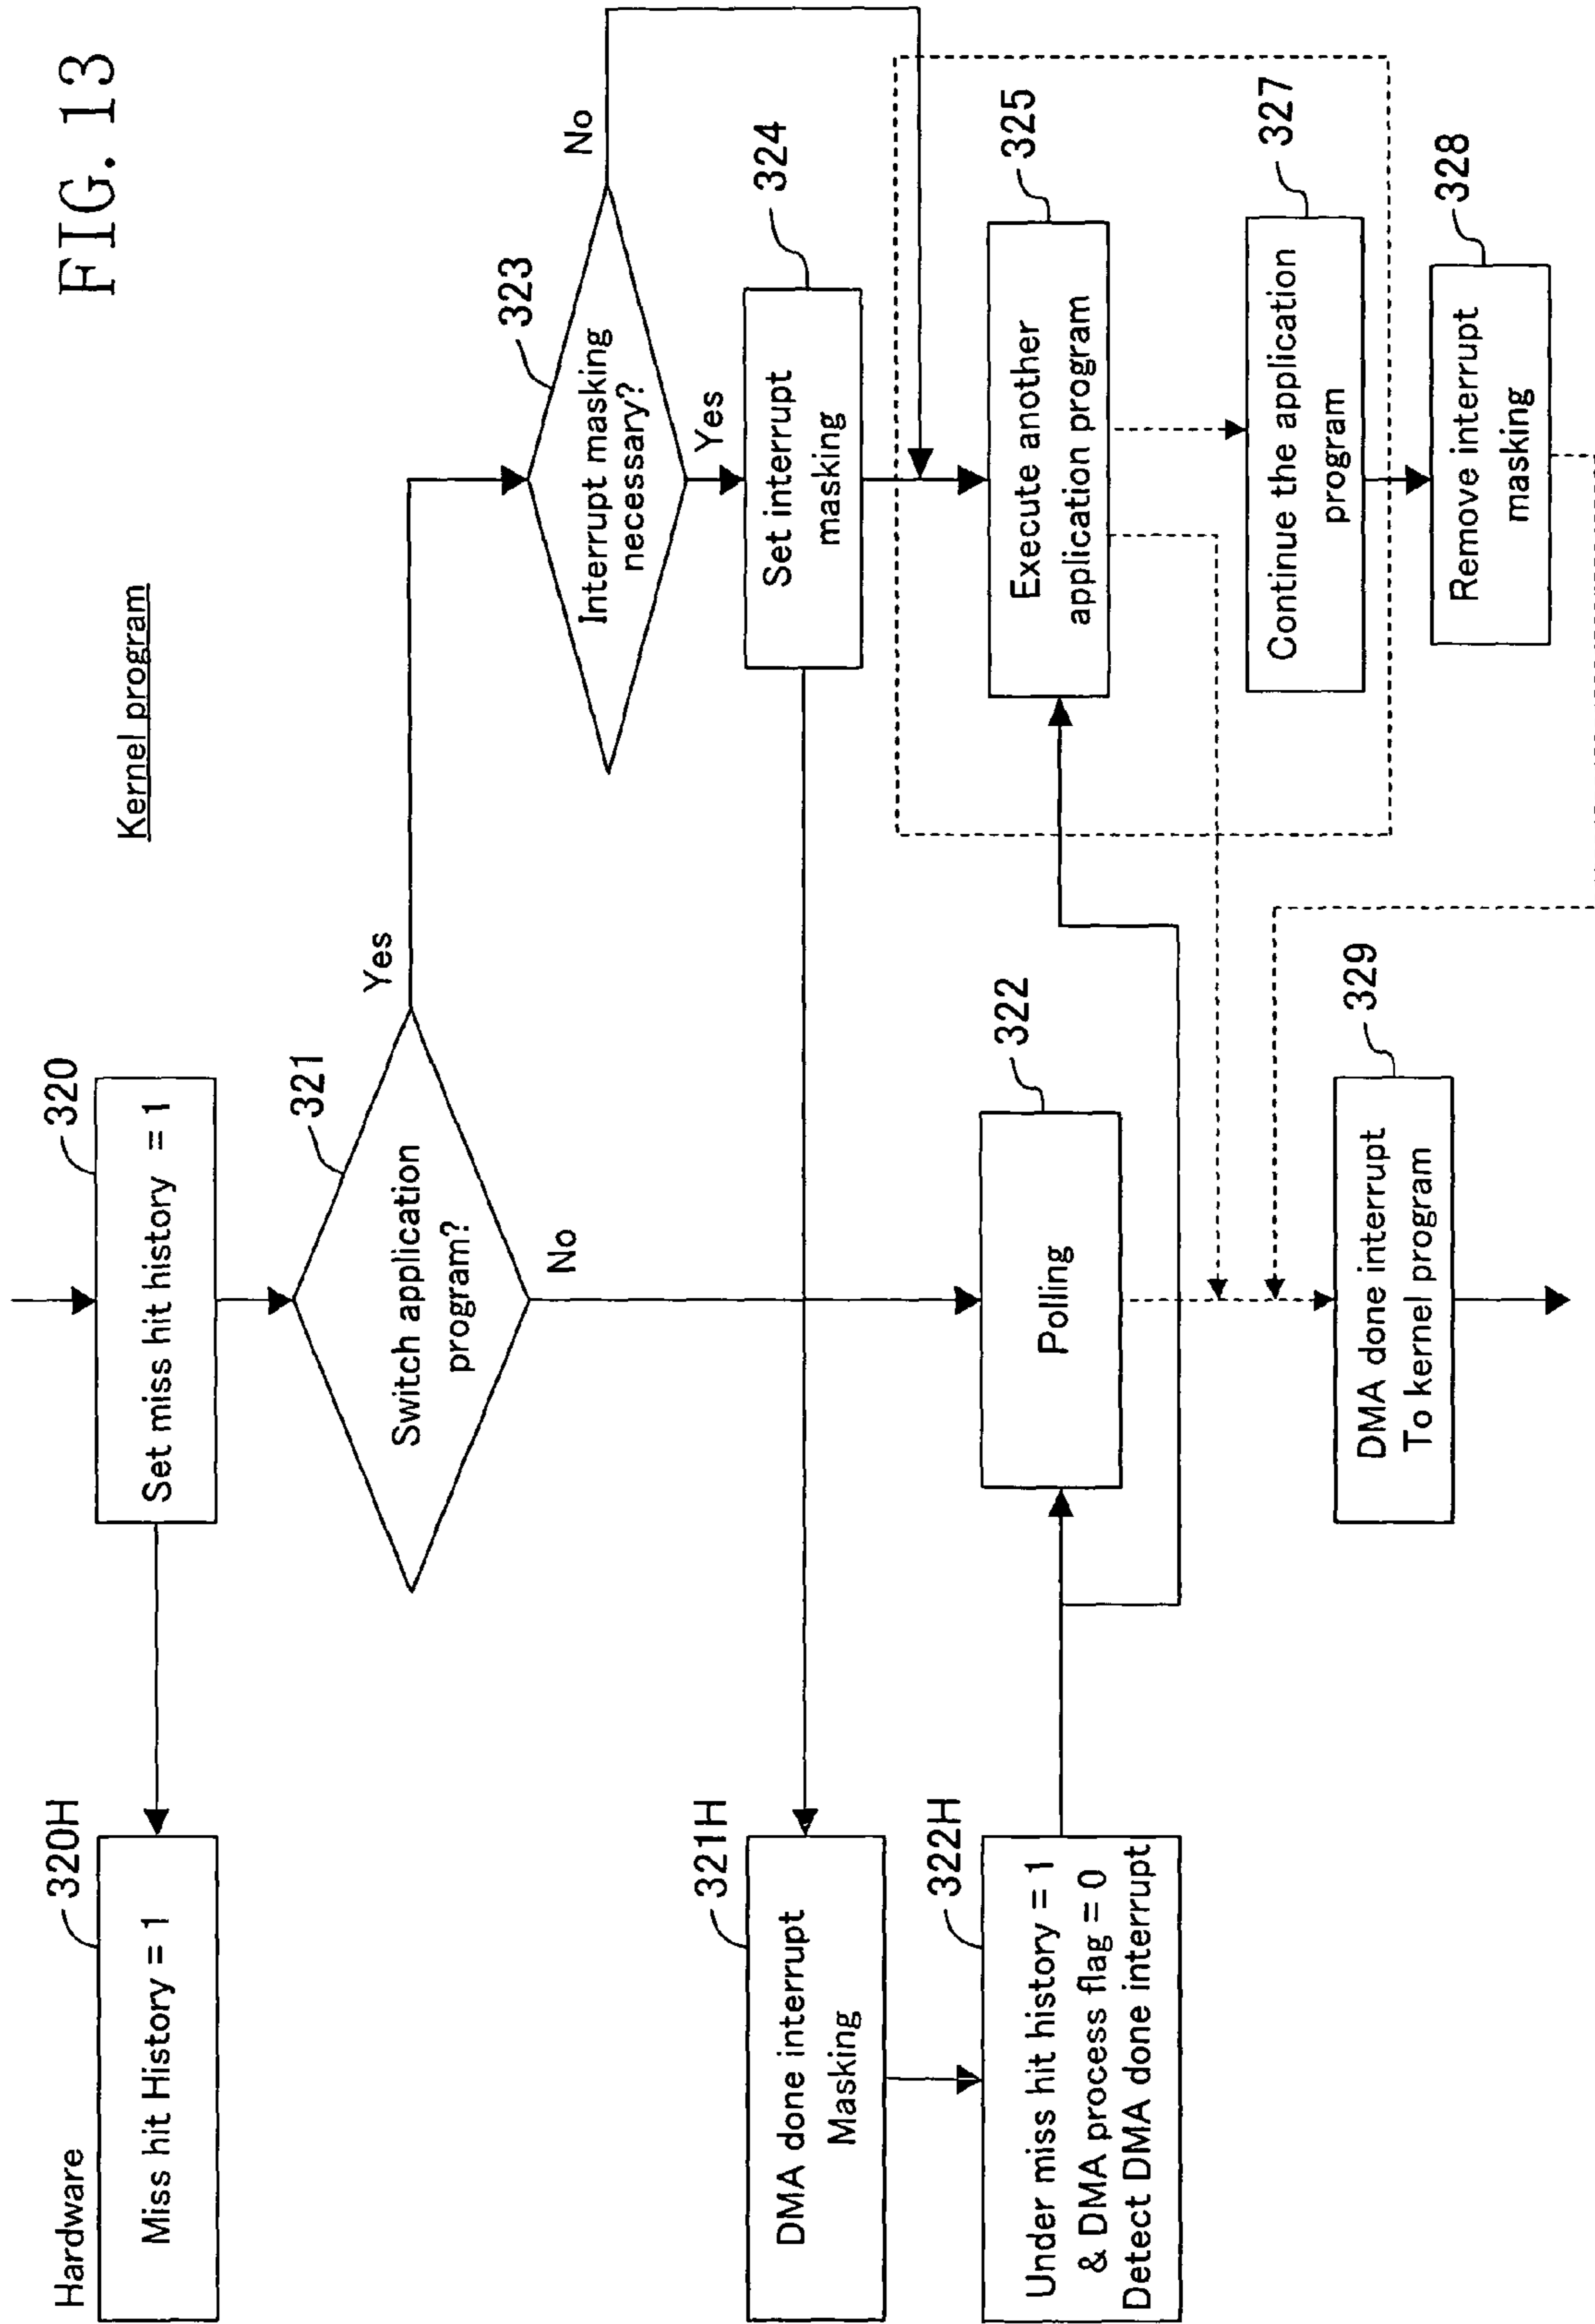 FIG. 13
Kernel program
Hardware
320H
Miss hit History = 1
320
Set miss hit history = 1
321
Switch application
program?
Yes
No
323
Interrupt masking
necessary?
No
Yes
324
Set interrupt
masking
321H
DMA done interrupt
Masking
322H
Under miss hit history = 1
& DMA process flag = 0
Detect DMA done interrupt
322
Polling
325
Execute another
application program
327
Continue the application
program
329
DMA done interrupt
To kernel program
328
Remove interrupt
masking